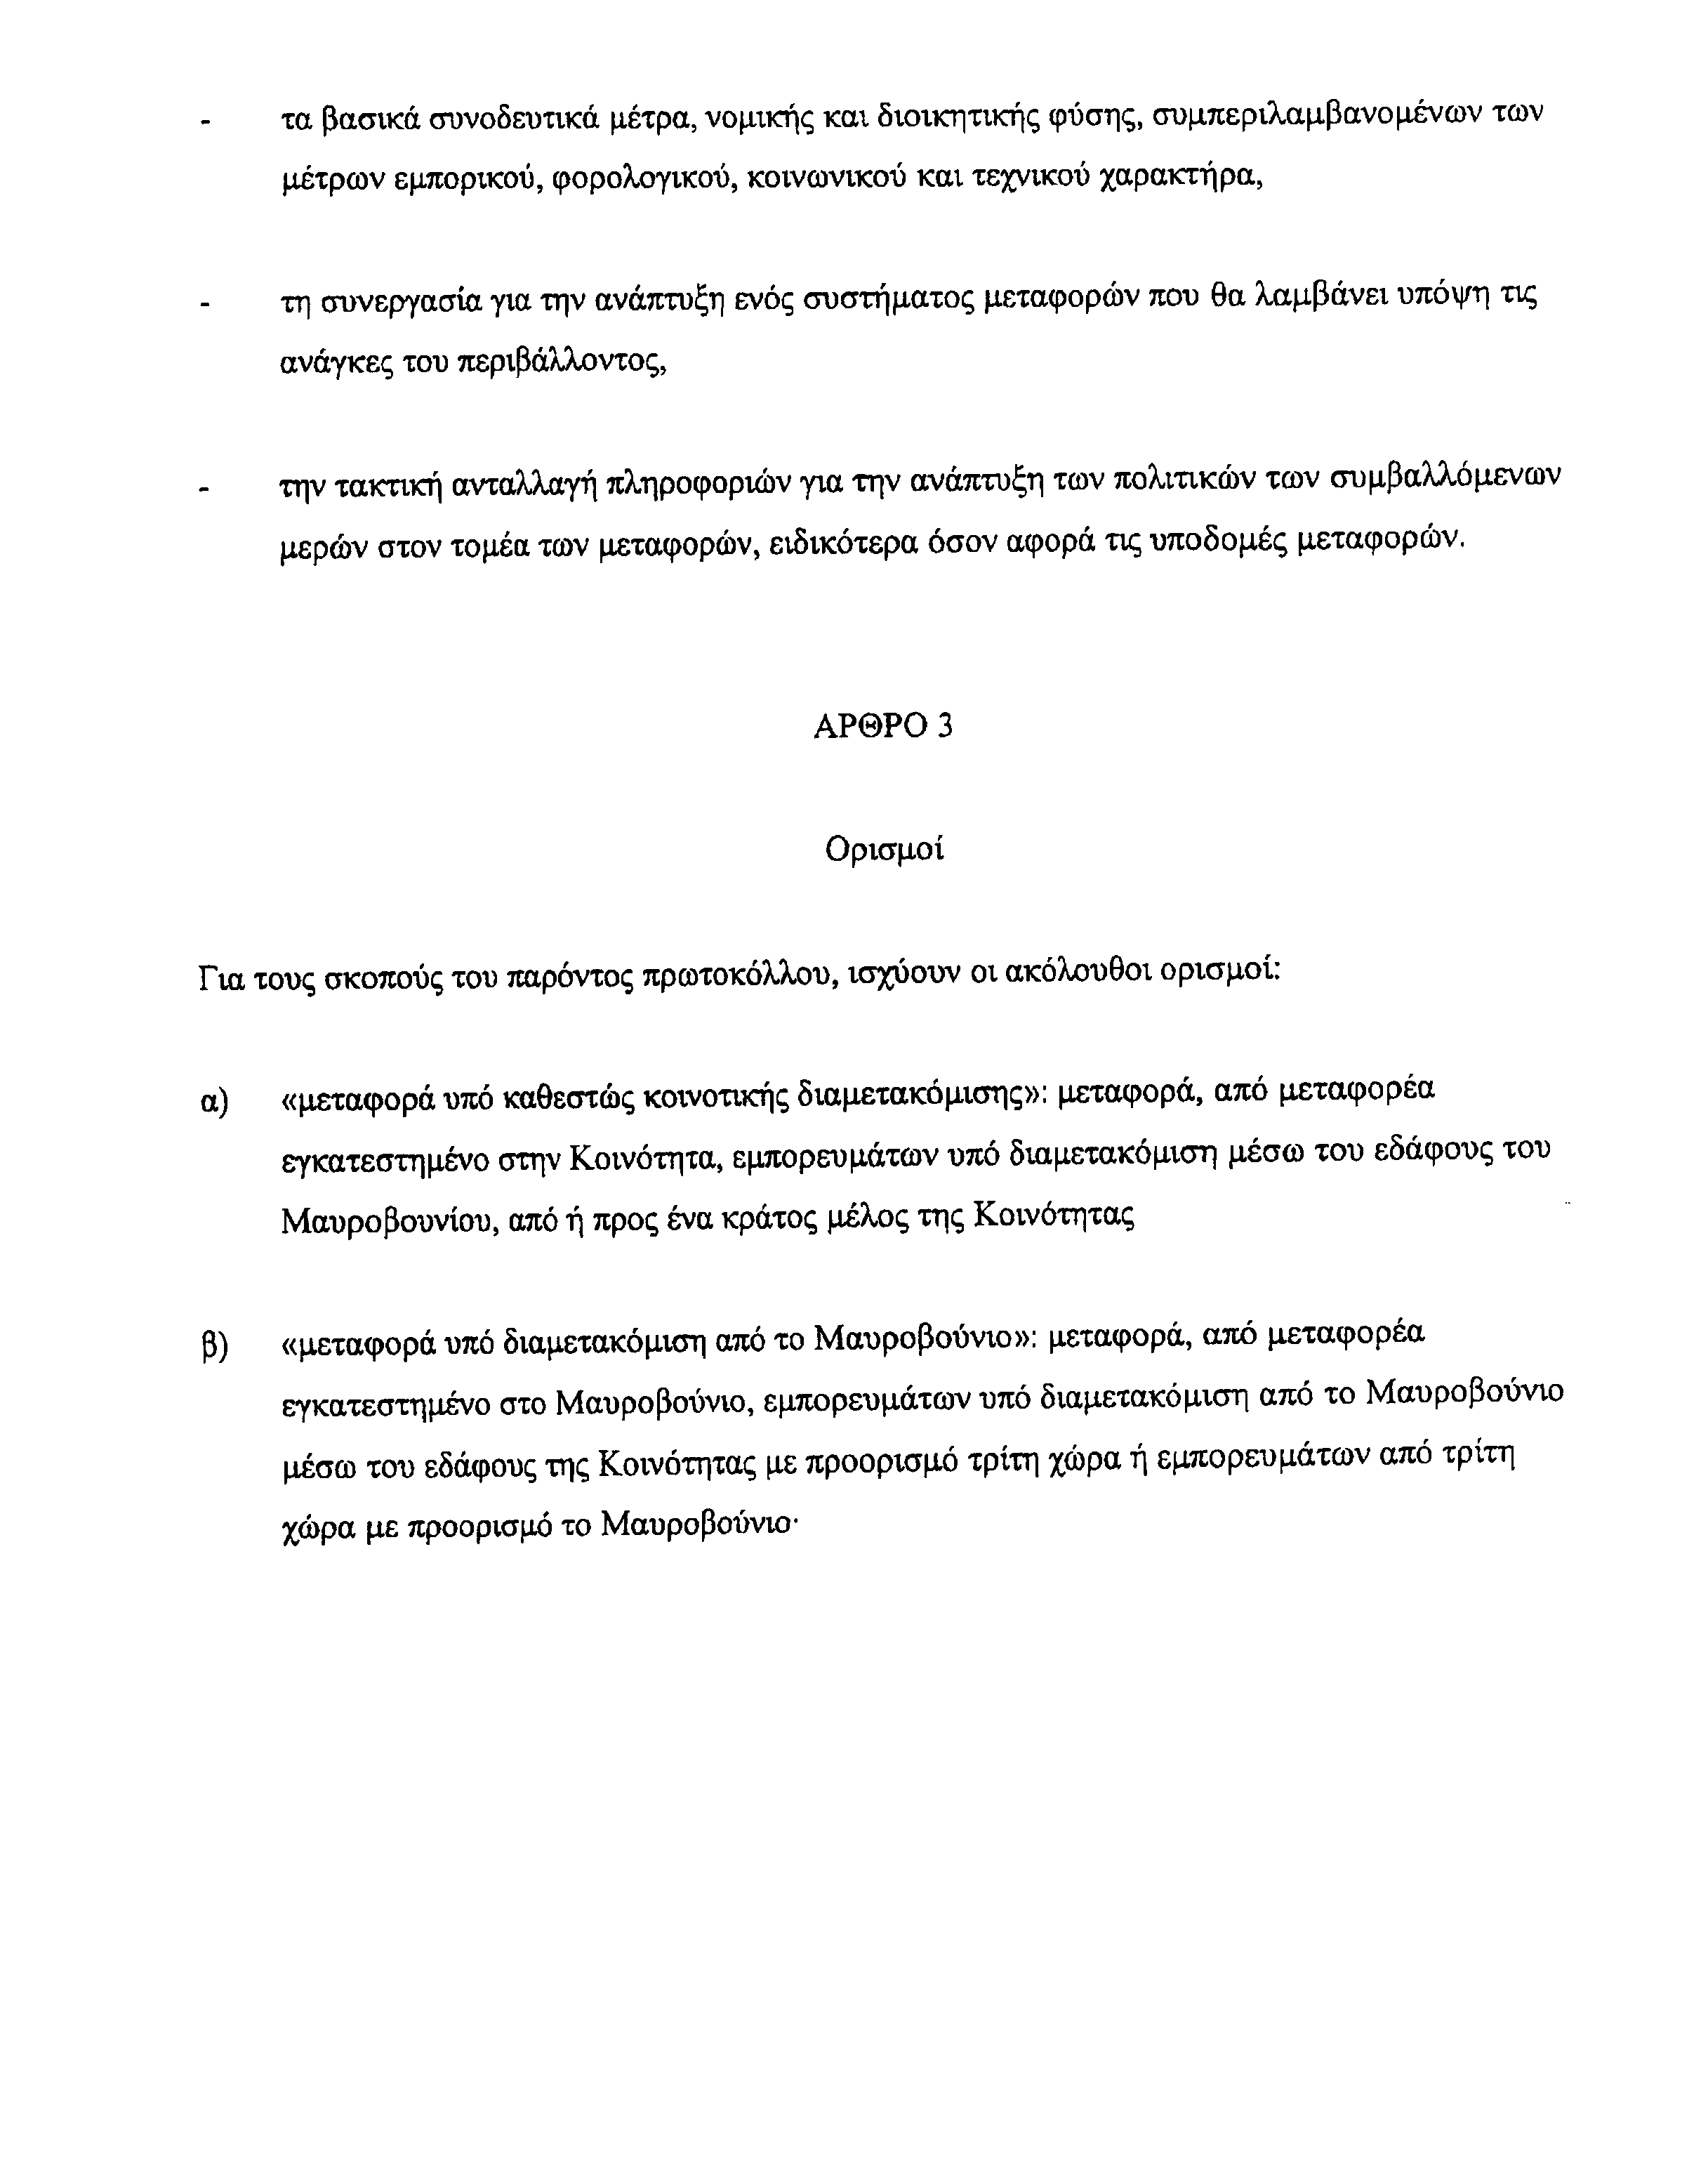 - τα βασικά συνοδευτικά μέτρα, νομικής και διοικητικής φύσης, συμπεριλαμβανομένων των
μέτρων εμπορικού, φορολογικού, κοινωνικού και τεχνικού χαρακτήρα,
- τη συνεργασία για την ανάπτυξη ενός συστήματος μεταφορών που θα λαμβάνει υπόψη τις
ανάγκες του περιβάλλοντος,
- την τακτική ανταλλαγή πληροφοριών για την ανάπτυξη των πολιτικών των συμβαλλόμενων
μερών στον τομέα των μεταφορών, ειδικότερα όσον αφορά τις υποδομές μεταφορών.
ΑΡΘΡΟ 3
Ορισμοί
Για τους σκοπούς του παρόντος πρωτοκόλλου, ισχύουν οι ακόλουθοι ορισμοί:
α) «μεταφορά υπό καθεστώς κοινοτικής διαμετακόμισης»: μεταφορά, από μεταφορέα
εγκατεστημένο στην Κοινότητα, εμπορευμάτων υπό διαμετακόμιση μέσω του εδάφους του
Μαυροβουνίου, από ή προς ένα κράτος μέλος της Κοινότητας
β) «μεταφορά υπό διαμετακόμιση από το Μαυροβούνιο»: μεταφορά, από μεταφορέα
εγκατεστημένο στο Μαυροβούνιο, εμπορευμάτων υπό διαμετακόμιση από το Μαυροβούνιο
μέσω του εδάφους της Κοινότητας με προορισμό τρίτη χώρα ή εμπορευμάτων από τρίτη
χώρα με προορισμό το Μαυροβούνιο·